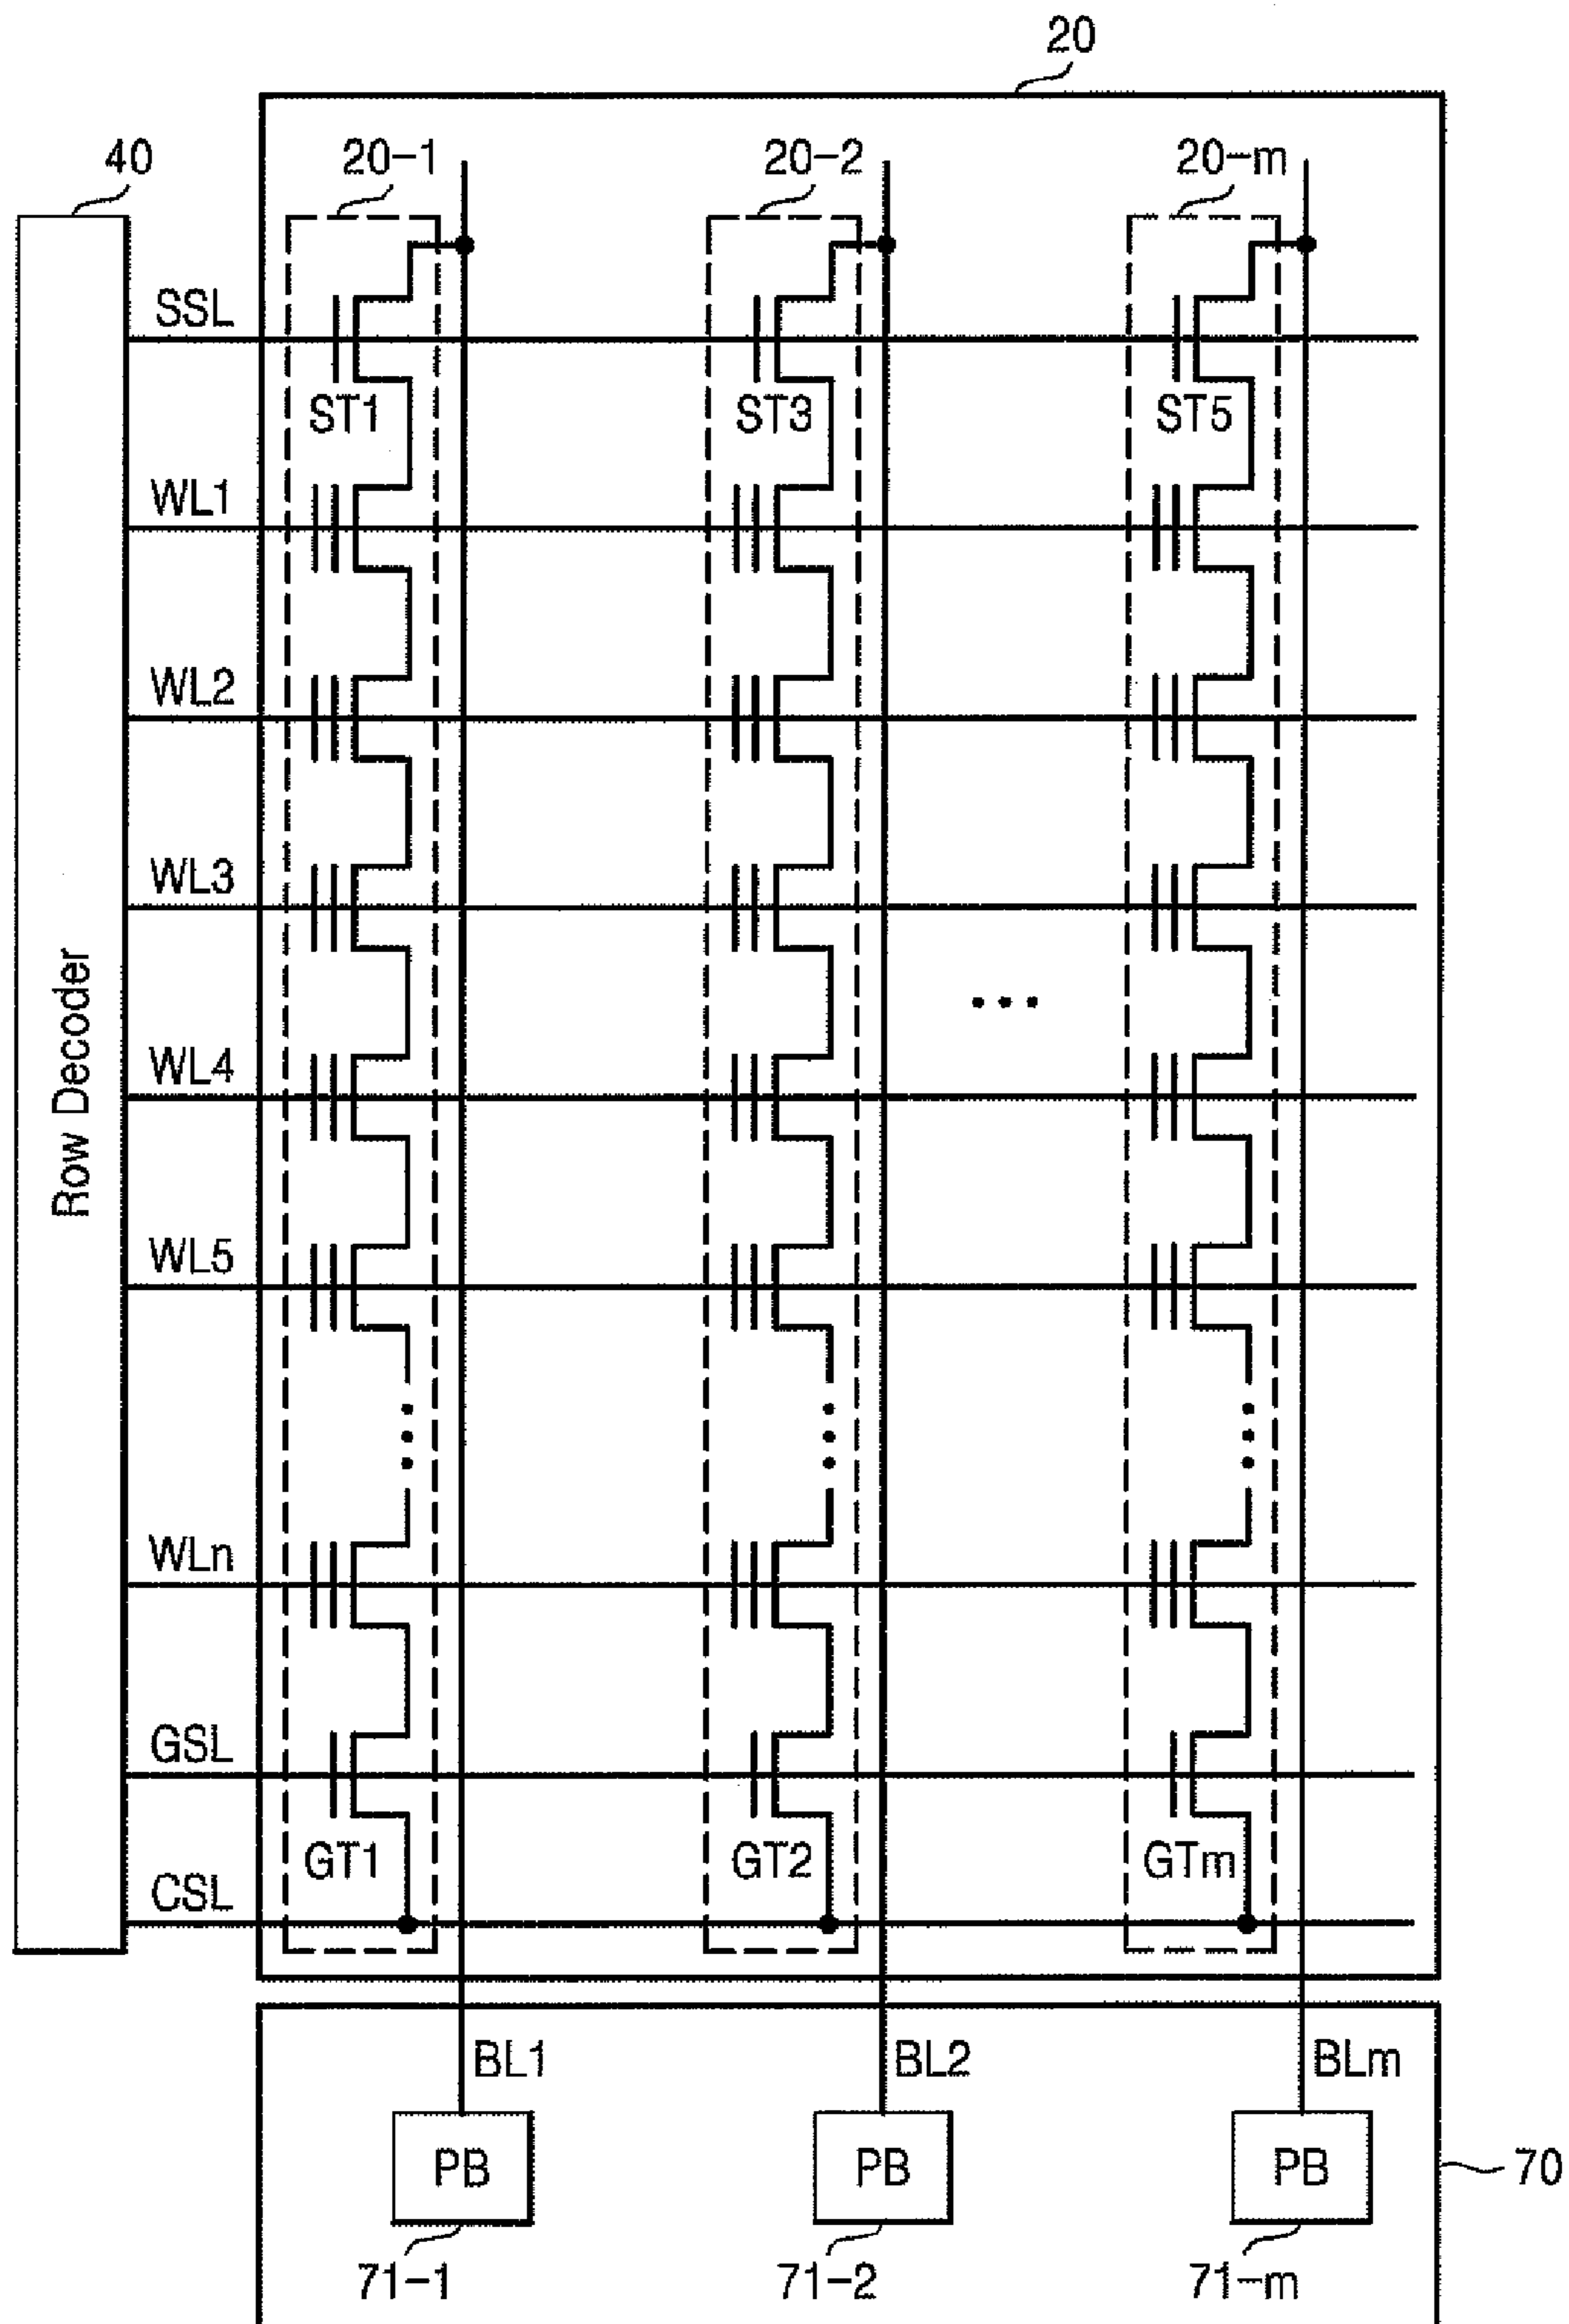 20
40
20-1
20-2
20-m
SSL
ST1
ST3
ST5
WL1
WL2
WL3
...
Row Decoder
WL4
WL5
WLn
GSL
GT1
GT2
GTm
CSL
BL1
BL2
BLm
PB
PB
PB
70
71-1
71-2
71-m